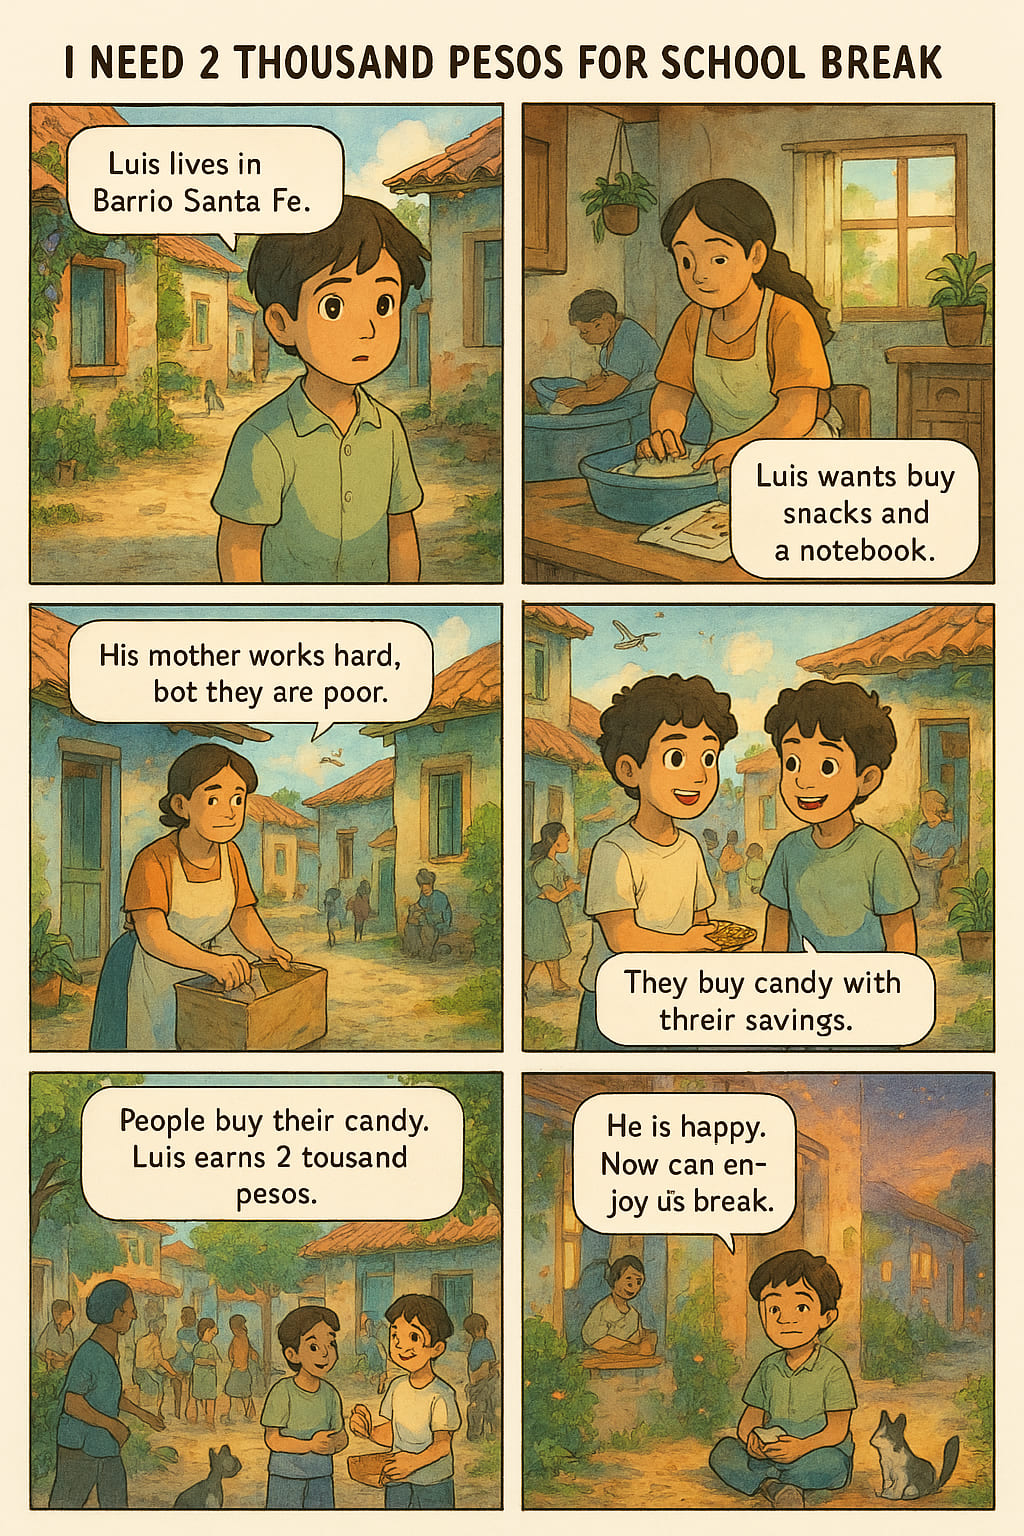 I NEED 2 THOUSAND PESOS FOR SCHOOL BREAK
Luis lives in
Barrio Santa Fe.
Luis wants buy
snacks and
a notebook.
His mother works hard,
bot they are poor.
They buy candy with
threir savings.
People buy their candy.
Luis earns 2 tousand
pesos.
He is happy.
Now can en-
joy us break.